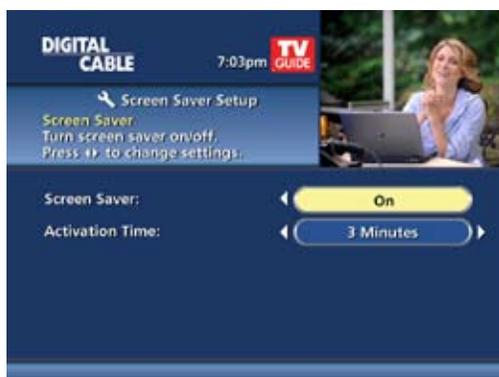 DIGITAL
CABLE
7:03pm
TV
GUIDE
Screen Saver Setup
Screen Saver
Turn screen saver on/off.
Press ◂▸ to change settings.
Screen Saver:
On
Activation Time:
3 Minutes